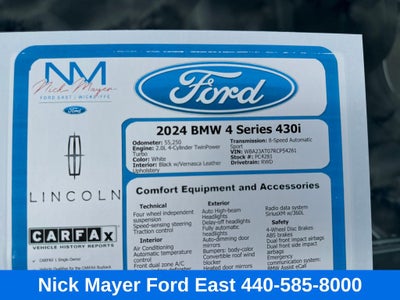 NM
Nick Mayer
FORD EAST | WICKLIFFE
Ford
Ford
2024 BMW 4 Series 430i
Odometer: 55,250
Engine: 2.0L 4-Cylinder TwinPower
Turbo
Color: White
Interior: Black w/Vernasca Leather
Upholstery
Transmission: 8-Speed Automatic
Sport
VIN: WBA23AT07RCP54281
Stock #: PC4281
Drivetrain: RWD
LINCOLN
CARFAX
VEHICLE HISTORY REPORTS
CARFAX 1 Single Owner
Comfort Equipment and Accessories
Technical
Four wheel independent
suspension
Speed-sensing steering
Traction control
Interior
Air Conditioning
Automatic temperature
control
Front dual zone A/C
Exterior
Auto High-beam
Headlights
Delay-off headlights
Fully automatic
headlights
Auto-dimming door
mirrors
Bumpers: body-color
Convertible roof wind
blocker
Heated door mirrors
Radio data system
SiriusXM w/360L
Safety
4-Wheel Disc Brakes
ABS brakes
Dual front impact airbags
Dual front side impact
airbags
Emergency
communication system:
BMW Assist eCall
Nick Mayer Ford East 440-585-8000